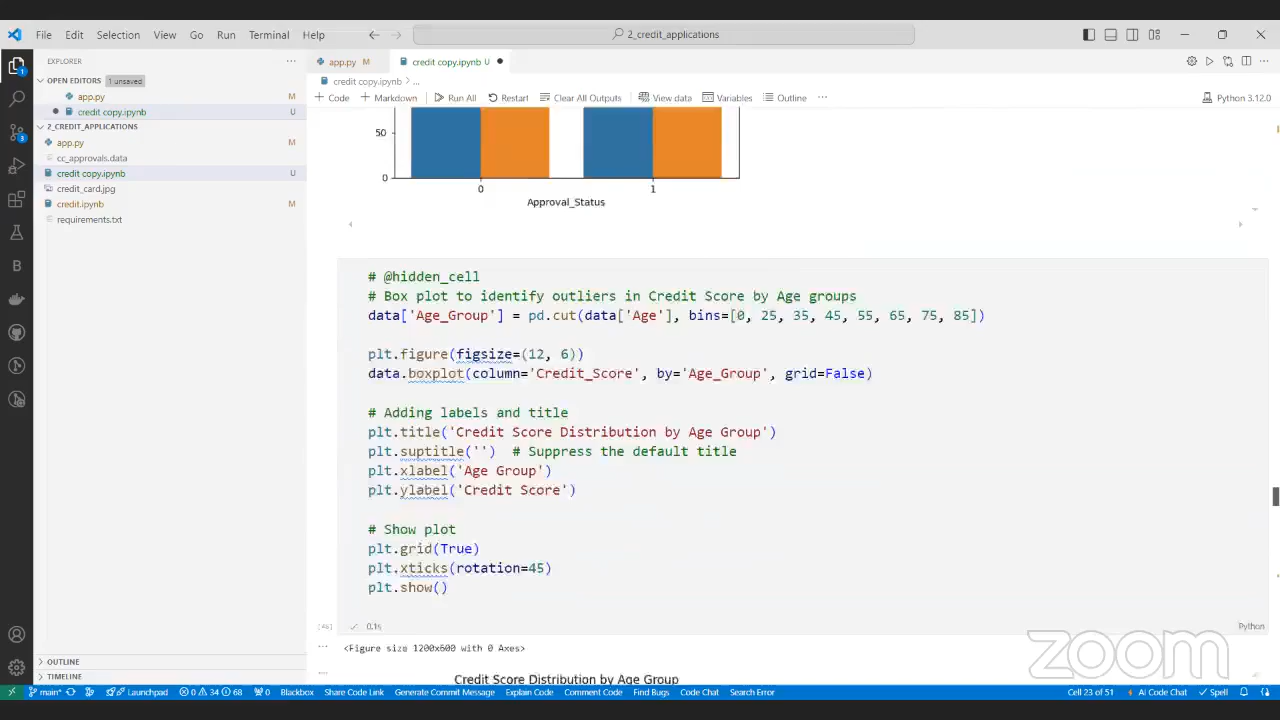 File Edit Selection View Go Run Terminal Help
2_credit_applications
EXPLORER
app.py M
credit copy.ipynb U
OPEN EDITORS 1 unsaved
credit copy.ipynb > ...
app.py M
Code
Markdown
Run All
Restart
Clear All Outputs
View data
Variables
Outline
Python 3.12.0
credit copy.ipynb U
2_CREDIT_APPLICATIONS
app.py M
cc_approvals.data
credit copy.ipynb U
credit_card.jpg
credit.ipynb M
requirements.txt
50
0
0 1
Approval_Status
# @hidden_cell
# Box plot to identify outliers in Credit Score by Age groups
data['Age_Group'] = pd.cut(data['Age'], bins=[0, 25, 35, 45, 55, 65, 75, 85])
plt.figure(figsize=(12, 6))
data.boxplot(column='Credit_Score', by='Age_Group', grid=False)
# Adding labels and title
plt.title('Credit Score Distribution by Age Group')
plt.suptitle('')  # Suppress the default title
plt.xlabel('Age Group')
plt.ylabel('Credit Score')
# Show plot
plt.grid(True)
plt.xticks(rotation=45)
plt.show()
0.1s
Python
<Figure size 1200x600 with 0 Axes>
Credit Score Distribution by Age Group
zoom
OUTLINE
TIMELINE
main* Launchpad 0 34 68 0 Blackbox Share Code Link Generate Commit Message Explain Code Comment Code Find Bugs Code Chat Search Error Cell 23 of 51 AI Code Chat Spell